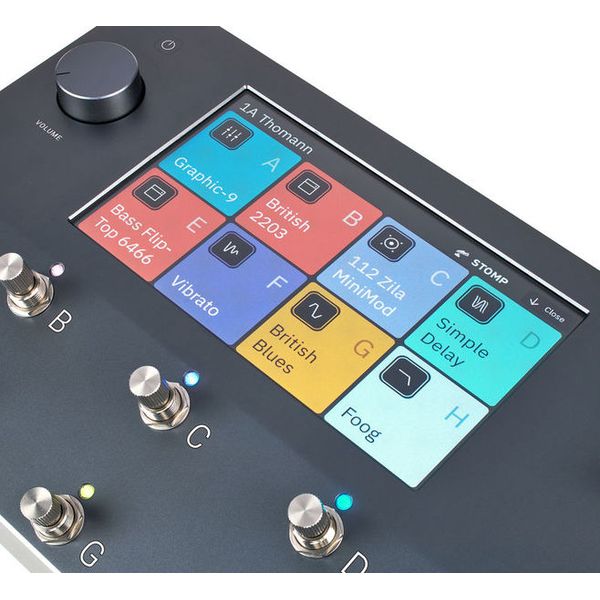 VOLUME
1A Thomann
STOMP
Close
A
Graphic-9
B
British
2203
C
112 Zila
MiniMod
D
Simple
Delay
E
Bass Flip-
Top 6466
F
Vibrato
G
British
Blues
H
Foog
B
C
G
D